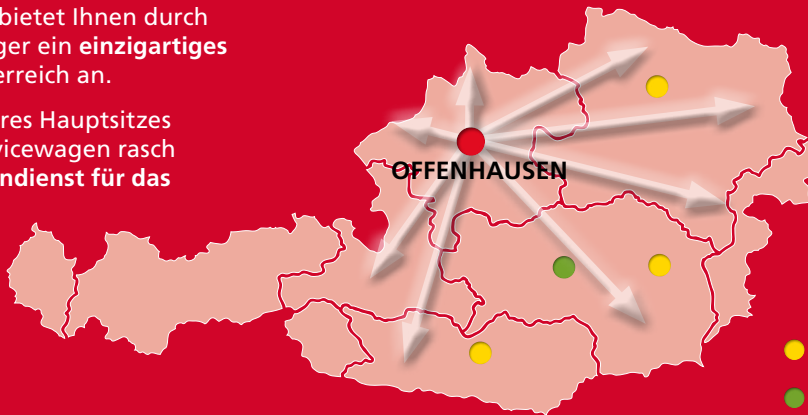 bietet Ihnen durch
ger ein einzigartiges
erreich an.
res Hauptsitzes
vicewagen rasch
ndienst für das
OFFENHAUSEN